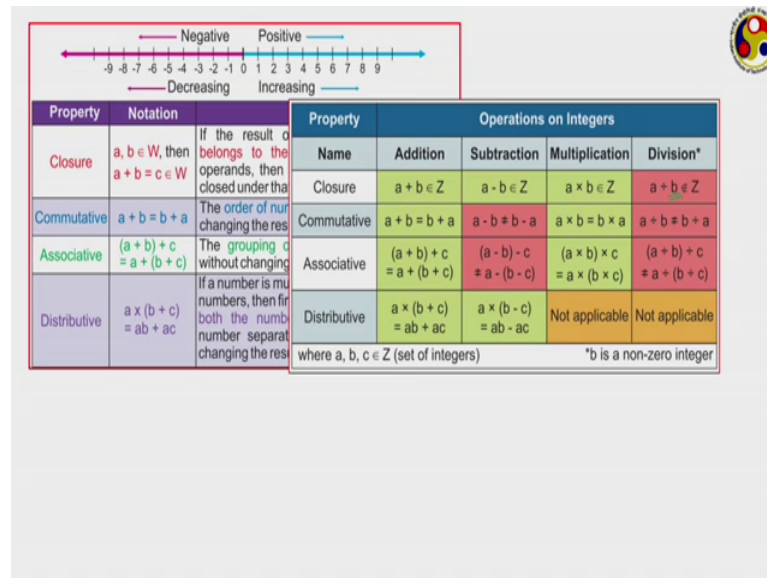 Negative Positive
-9 -8 -7 -6 -5 -4 -3 -2 -1 0 1 2 3 4 5 6 7 8 9
Decreasing Increasing
Property Notation
Closure
a, b ∈ W, then
a + b = c ∈ W
If the result o
belongs to the
operands, then
closed under tha
Commutative a + b = b + a
The order of nur
changing the res
Associative
(a + b) + c
= a + (b + c)
The grouping o
without changing
Distributive
a x (b + c)
= ab + ac
If a number is mu
numbers, then fir
both the numb
number separat
changing the res
Property Operations on Integers
Name Addition Subtraction Multiplication Division*
Closure a + b ∈ Z a - b ∈ Z a × b ∈ Z a ÷ b ∉ Z
Commutative a + b = b + a a - b ≠ b - a a × b = b × a a ÷ b ≠ b ÷ a
Associative
(a + b) + c (a - b) - c (a × b) × c (a ÷ b) ÷ c
= a + (b + c) ≠ a - (b - c) = a × (b × c) ≠ a ÷ (b ÷ c)
Distributive
a × (b + c) a × (b - c) Not applicable Not applicable
= ab + ac = ab - ac
where a, b, c ∈ Z (set of integers) *b is a non-zero integer